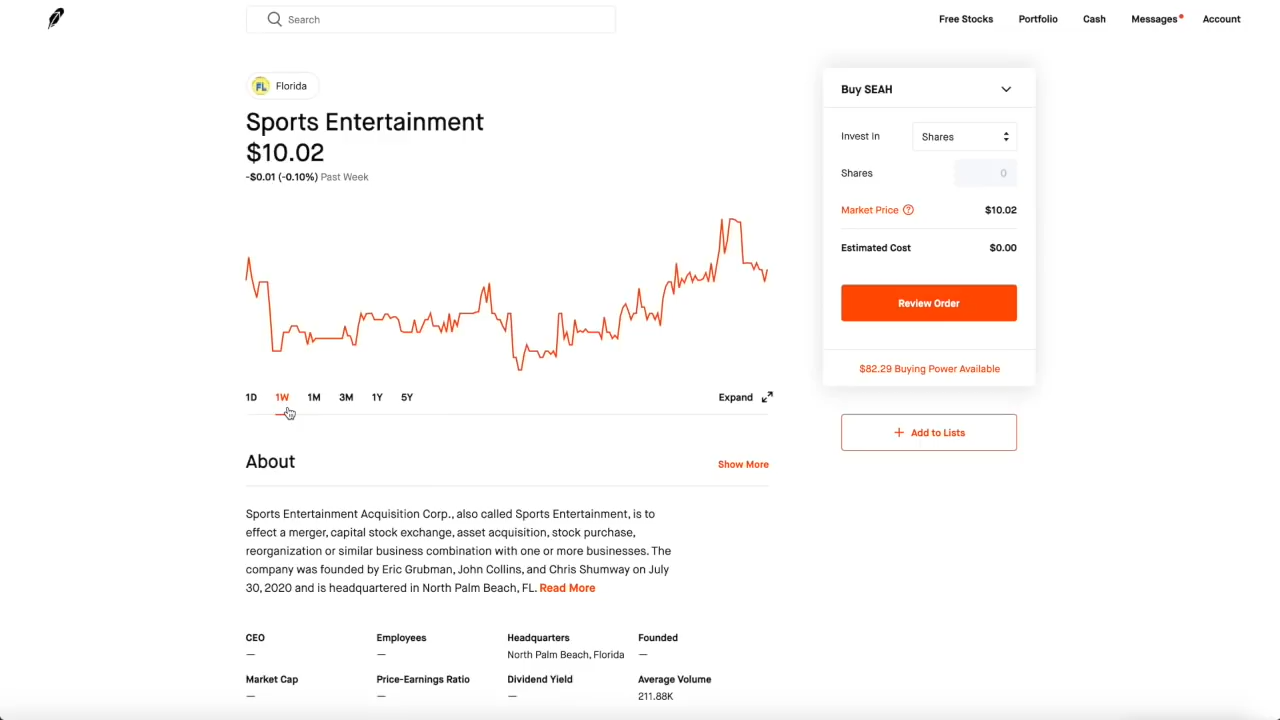 Search
Free Stocks Portfolio Cash Messages Account
FL Florida
Sports Entertainment
$10.02
-$0.01 (-0.10%) Past Week
1D 1W 1M 3M 1Y 5Y Expand
Buy SEAH
Invest In Shares
Shares 0
Market Price ? $10.02
Estimated Cost $0.00
Review Order
$82.29 Buying Power Available
+ Add to Lists
About Show More
Sports Entertainment Acquisition Corp., also called Sports Entertainment, is to
effect a merger, capital stock exchange, asset acquisition, stock purchase,
reorganization or similar business combination with one or more businesses. The
company was founded by Eric Grubman, John Collins, and Chris Shumway on July
30, 2020 and is headquartered in North Palm Beach, FL. Read More
CEO Employees Headquarters Founded
— — North Palm Beach, Florida —
Market Cap Price-Earnings Ratio Dividend Yield Average Volume
— — — 211.88K